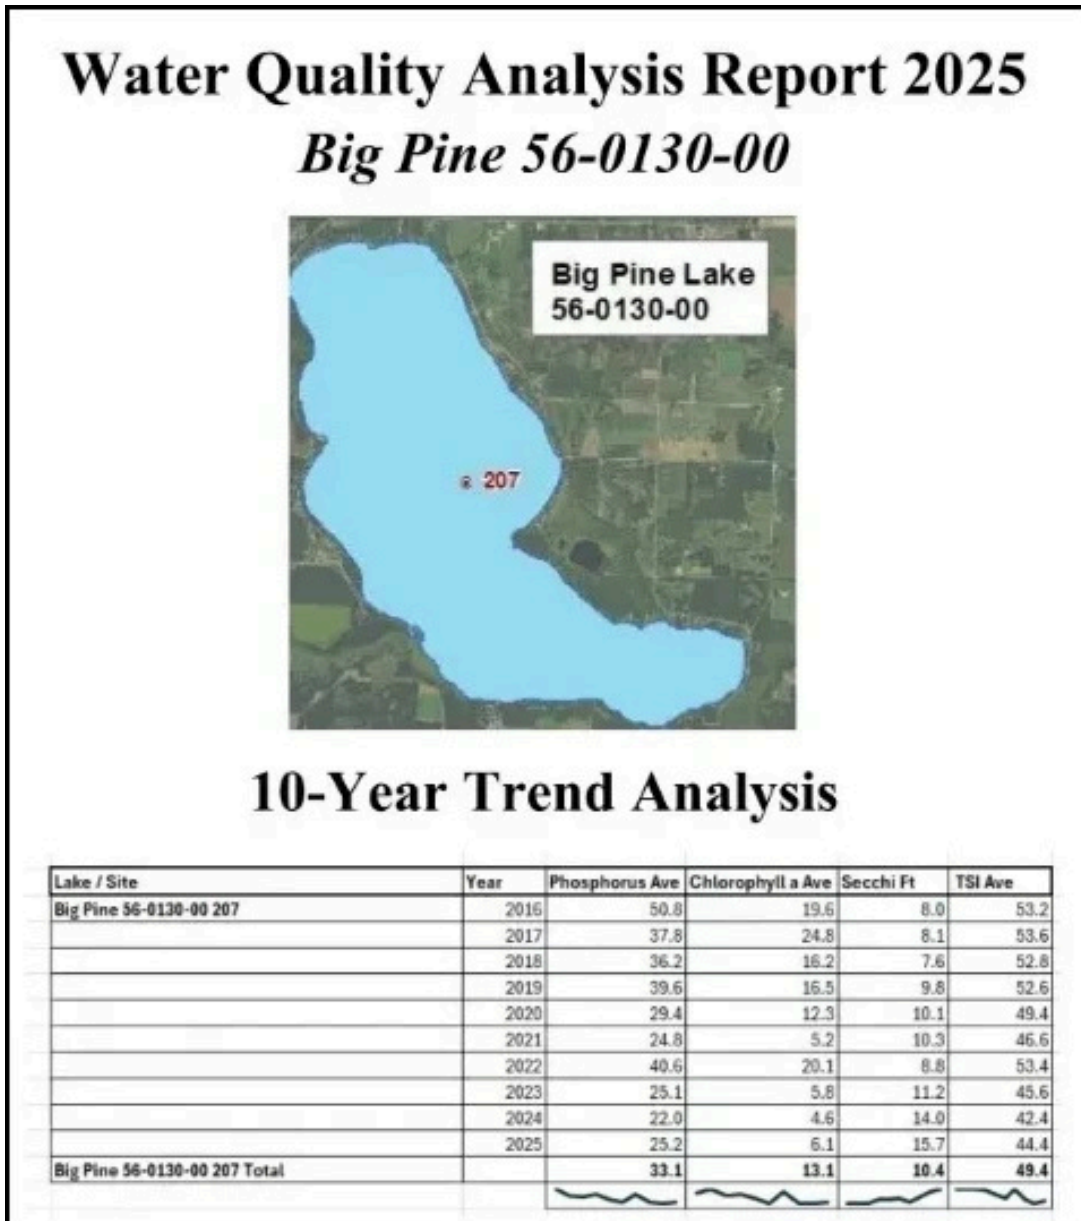 Water Quality Analysis Report 2025
Big Pine 56-0130-00
Big Pine Lake
56-0130-00
207
10-Year Trend Analysis
Lake / Site Year Phosphorus Ave Chlorophyll a Ave Secchi Ft TSI Ave
Big Pine 56-0130-00 207 2016 50.8 19.6 8.0 53.2
2017 37.8 24.8 8.1 53.6
2018 36.2 16.2 7.6 52.8
2019 39.6 16.5 9.8 52.6
2020 29.4 12.3 10.1 49.4
2021 24.8 5.2 10.3 46.6
2022 40.6 20.1 8.8 53.4
2023 25.1 5.8 11.2 45.6
2024 22.0 4.6 14.0 42.4
2025 25.2 6.1 15.7 44.4
Big Pine 56-0130-00 207 Total 33.1 13.1 10.4 49.4